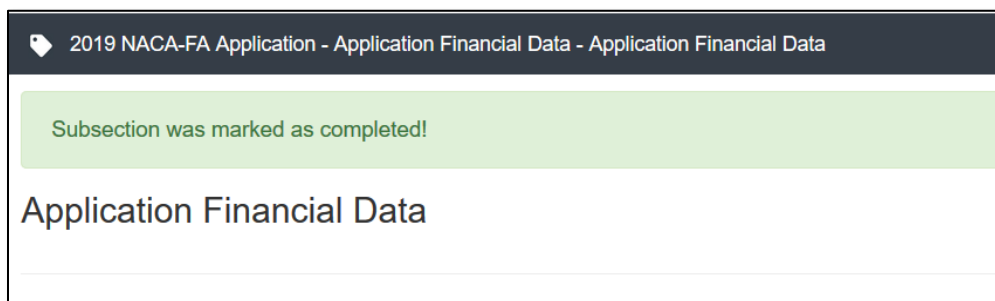 2019 NACA-FA Application - Application Financial Data - Application Financial Data
Subsection was marked as completed!
Application Financial Data